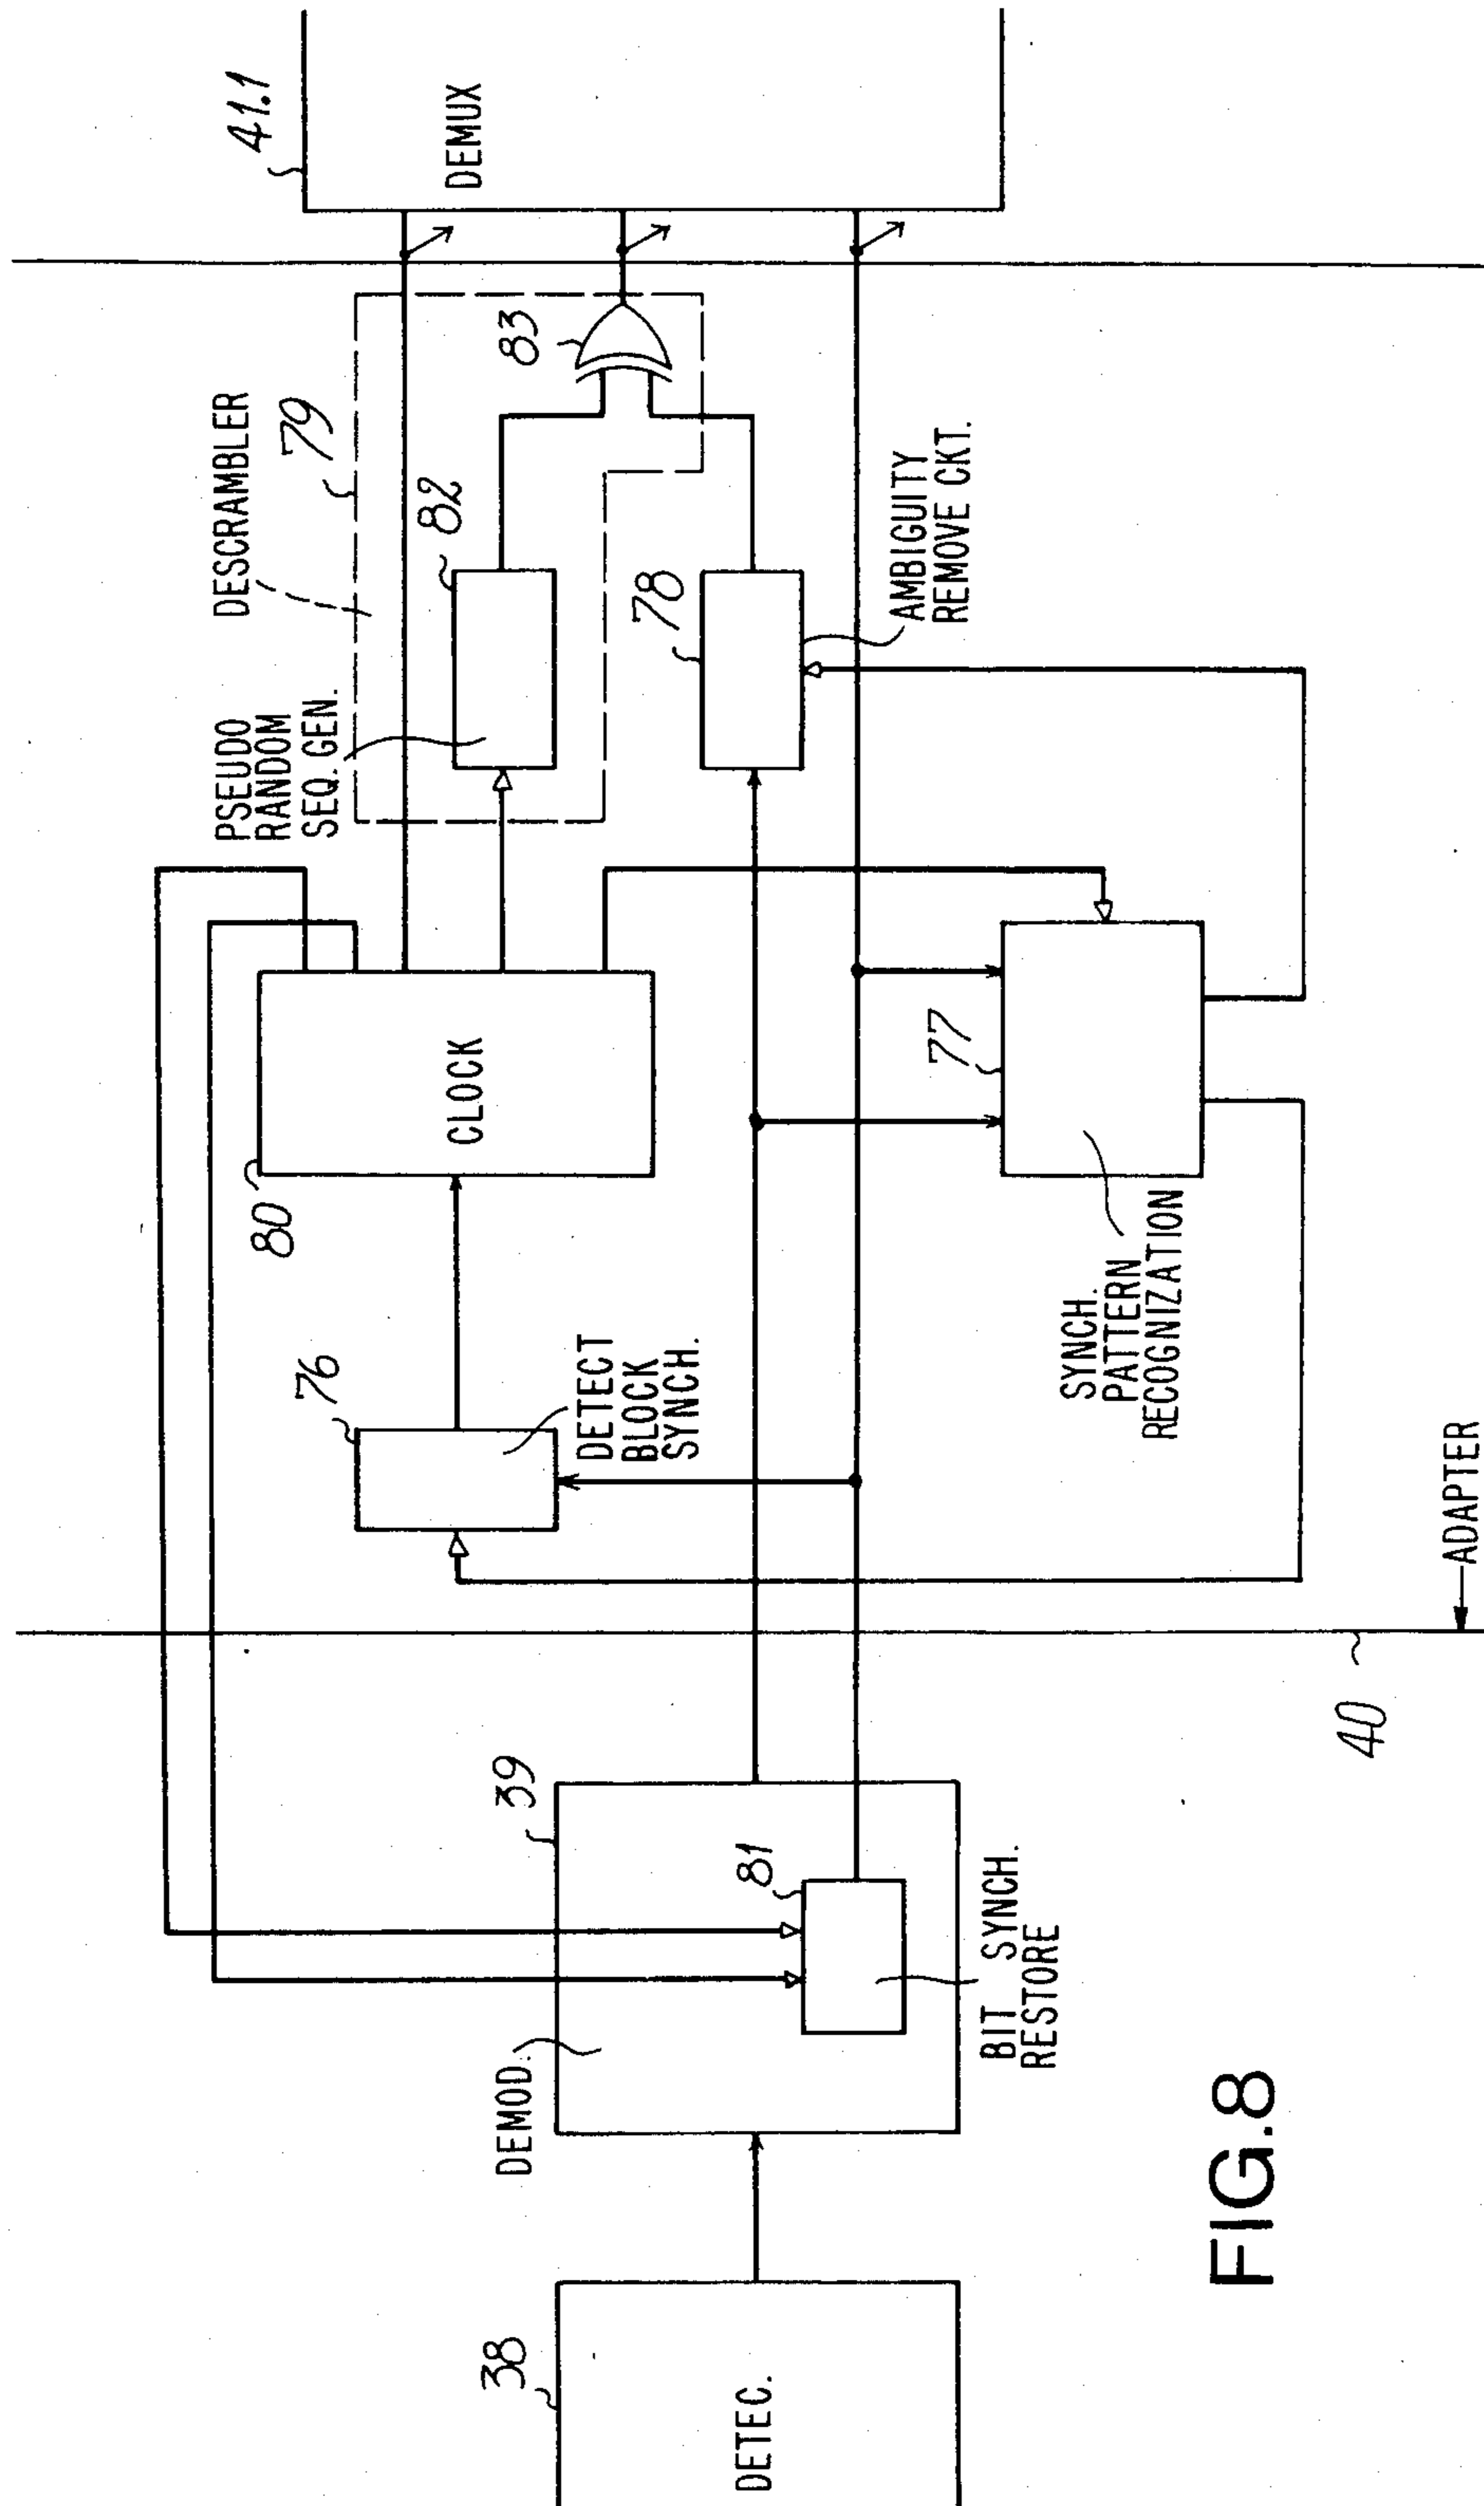 38
DETEC.
DEMOD.
39
81
BIT SYNCH.
RESTORE
40
ADAPTER
76
DETECT
BLOCK
SYNCH.
80
CLOCK
77
SYNCH.
PATTERN
RECOGNIZATION
PSEUDO
RANDOM
SEQ. GEN.
82
DESCRAMBLER
79
78
AMBIGUITY
REMOVE CKT.
83
41.1
DEMUX
FIG.8